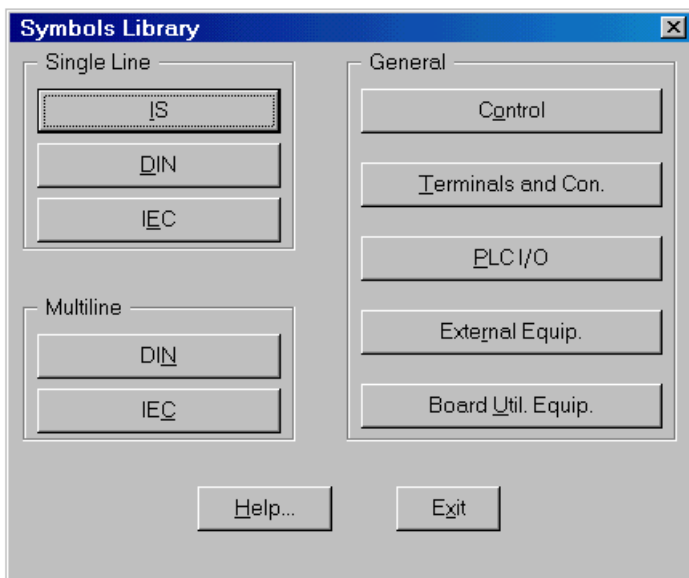 Symbols Library
Single Line
IS
DIN
IEC
Multiline
DIN
IEC
General
Control
Terminals and Con.
PLC I/O
External Equip.
Board Util. Equip.
Help...
Exit